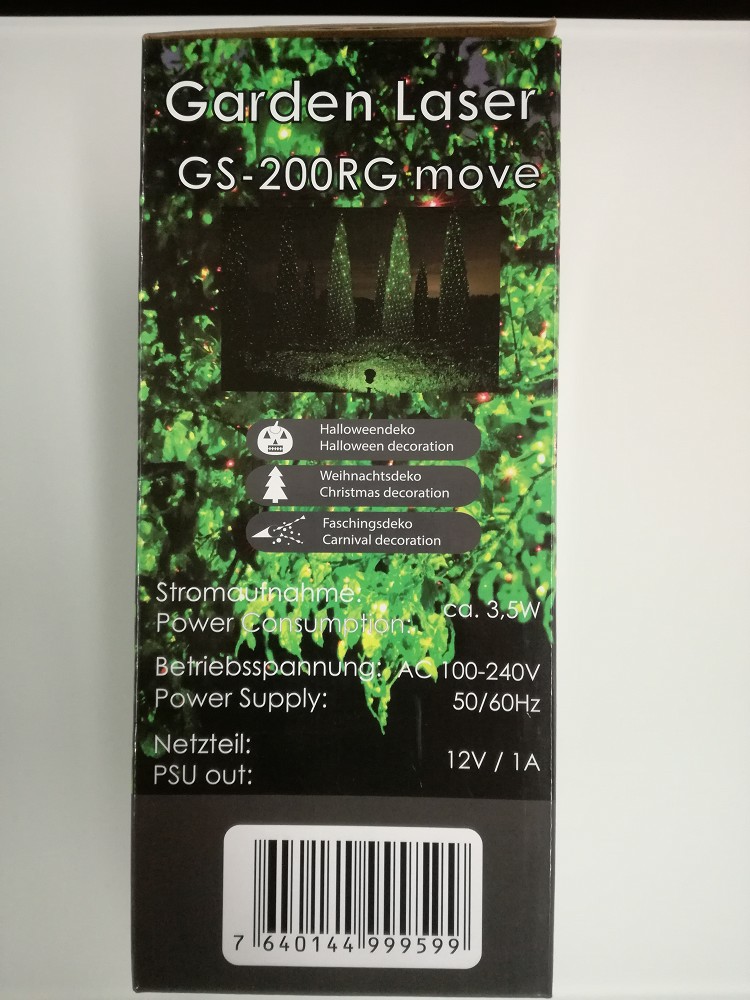 Garden Laser
GS-200RG move
Halloweendeko
Halloween decoration
Weihnachtsdeko
Christmas decoration
Faschingsdeko
Carnival decoration
Stromaufnahme:
Power Consumption:
ca. 3,5W
Betriebsspannung: AC 100-240V
Power Supply: 50/60Hz
Netzteil:
PSU out:
12V / 1A
7 640144 999599